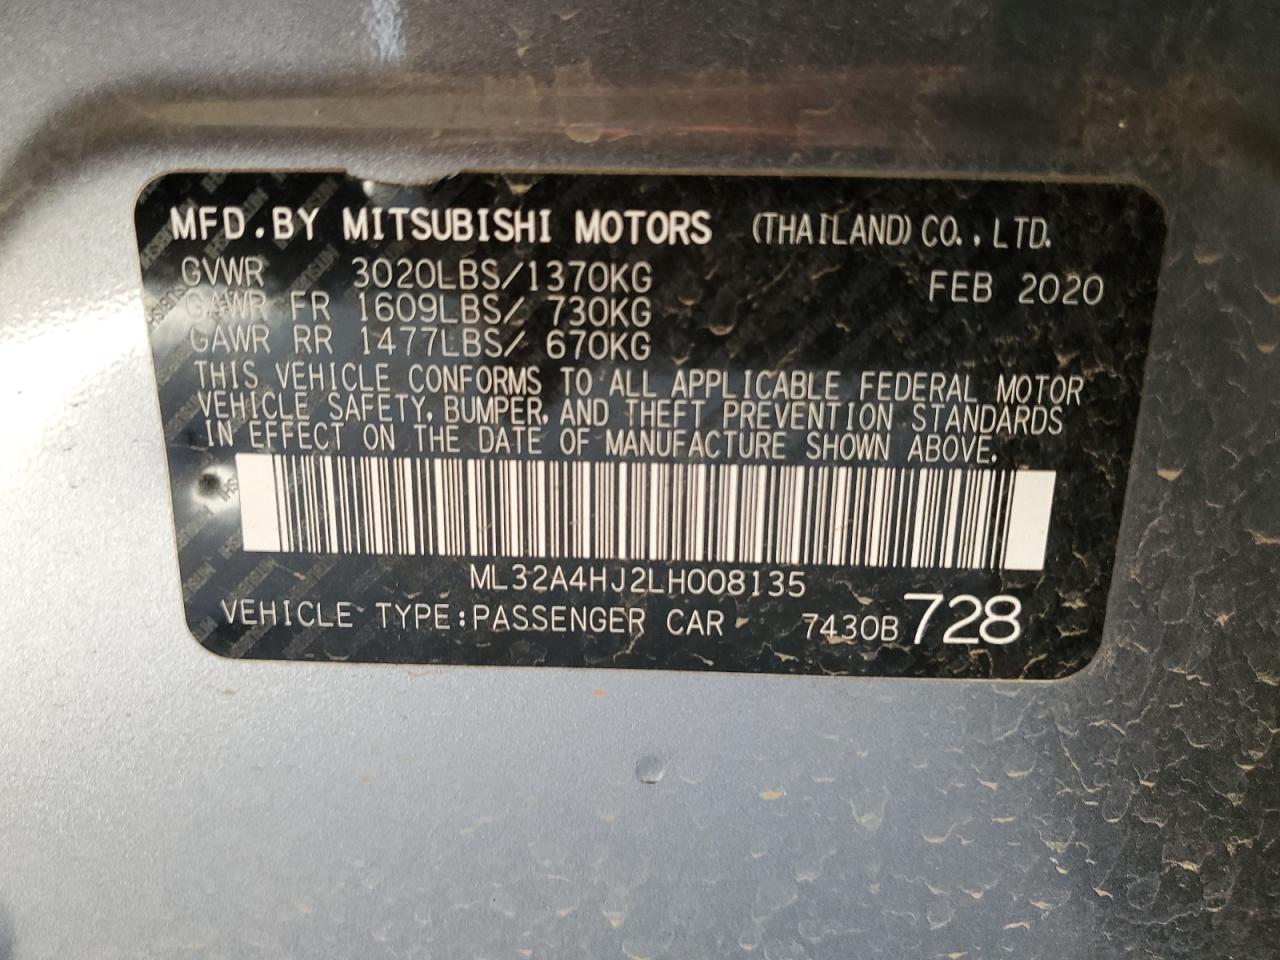 MFD.BY MITSUBISHI MOTORS (THAILAND) CO., LTD.
GVWR 3020LBS/1370KG FEB 2020
GAWR FR 1609LBS/ 730KG
GAWR RR 1477LBS/ 670KG
THIS VEHICLE CONFORMS TO ALL APPLICABLE FEDERAL MOTOR
VEHICLE SAFETY, BUMPER, AND THEFT PREVENTION STANDARDS
IN EFFECT ON THE DATE OF MANUFACTURE SHOWN ABOVE.
ML32A4HJ2LH008135
VEHICLE TYPE:PASSENGER CAR 7430B 728